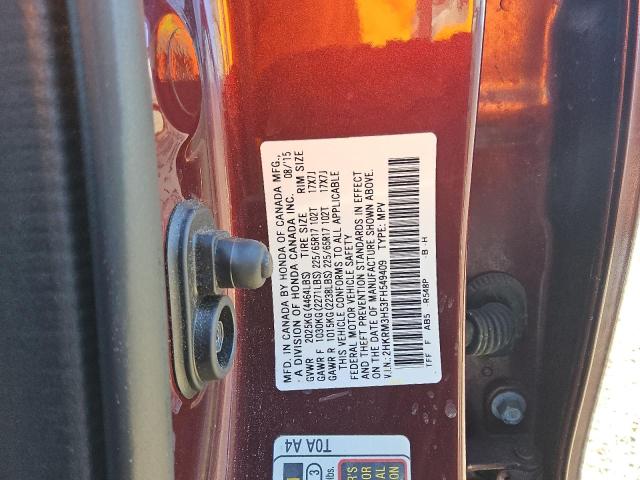 MFD. IN CANADA BY HONDA OF CANADA MFG.,
- A DIVISION OF HONDA CANADA INC. 08/15
GVWR 2025KG(4464LBS) TIRE SIZE RIM SIZE
GAWR F 1030KG(2271LBS)225/65R17 102T 17X7J
GAWR R 1015KG(2238LBS)225/65R17 102T 17X7J
THIS VEHICLE CONFORMS TO ALL APPLICABLE
FEDERAL MOTOR VEHICLE SAFETY
AND THEFT PREVENTION STANDARDS IN EFFECT
ON THE DATE OF MANUFACTURE SHOWN ABOVE.
V.I.N.:2HKRM3H53FH549409 TYPE: MPV
TFF F AB5 R548P B-H
T0A A4
3
lbs.